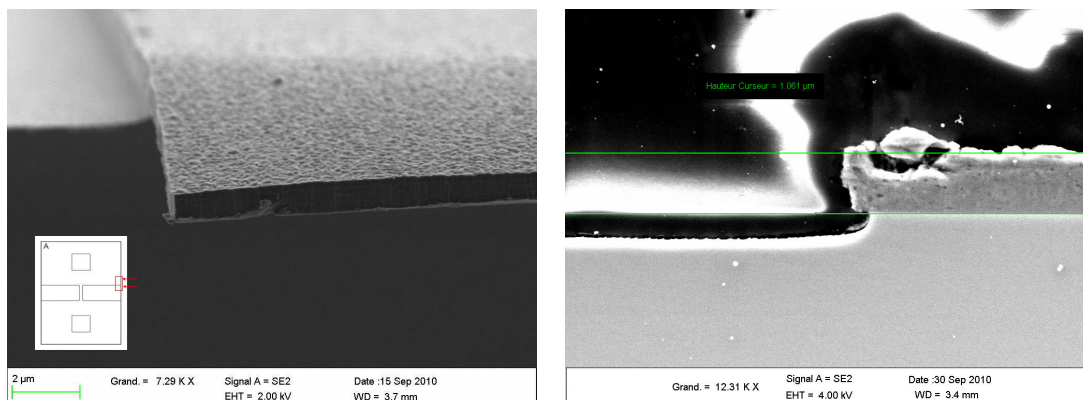 A
2 µm
Grand. = 7.29 K X
Signal A = SE2
EHT = 2.00 kV
Date :15 Sep 2010
WD = 3.7 mm
Hauteur Curseur = 1.061 µm
Grand. = 12.31 K X
Signal A = SE2
EHT = 4.00 kV
Date :30 Sep 2010
WD = 3.4 mm